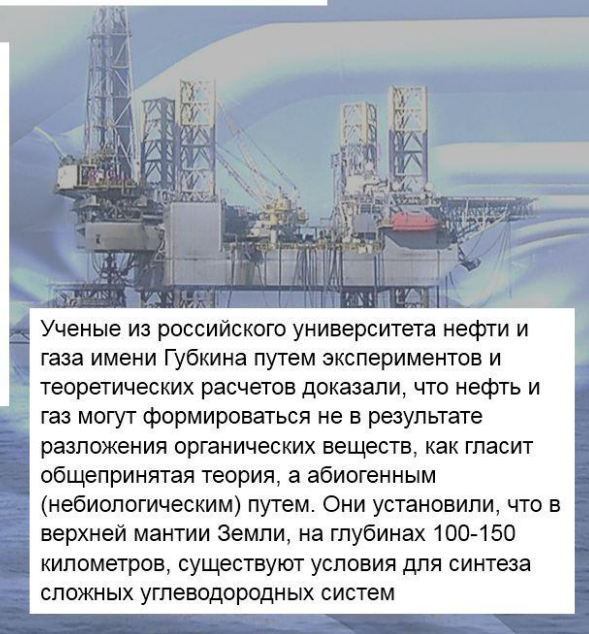 Ученые из российского университета нефти и
газа имени Губкина путем экспериментов и
теоретических расчетов доказали, что нефть и
газ могут формироваться не в результате
разложения органических веществ, как гласит
общепринятая теория, а абиогенным
(небиологическим) путем. Они установили, что в
верхней мантии Земли, на глубинах 100-150
километров, существуют условия для синтеза
сложных углеводородных систем